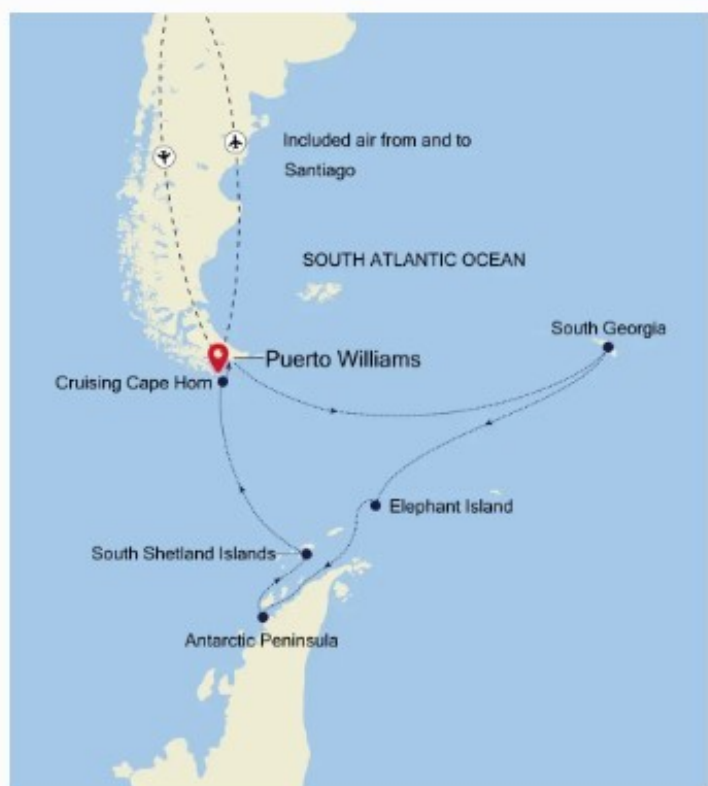 Included air from and to
Santiago
SOUTH ATLANTIC OCEAN
South Georgia
Puerto Williams
Cruising Cape Horn
Elephant Island
South Shetland Islands
Antarctic Peninsula